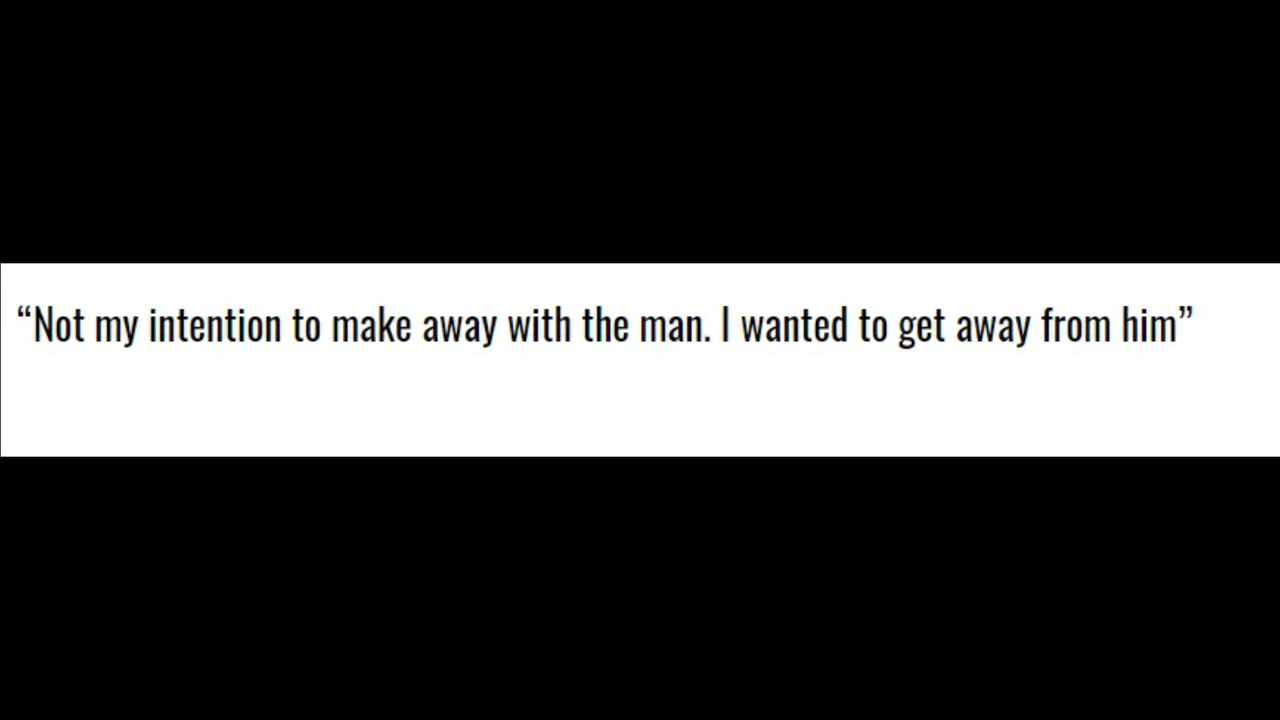 “Not my intention to make away with the man. I wanted to get away from him”